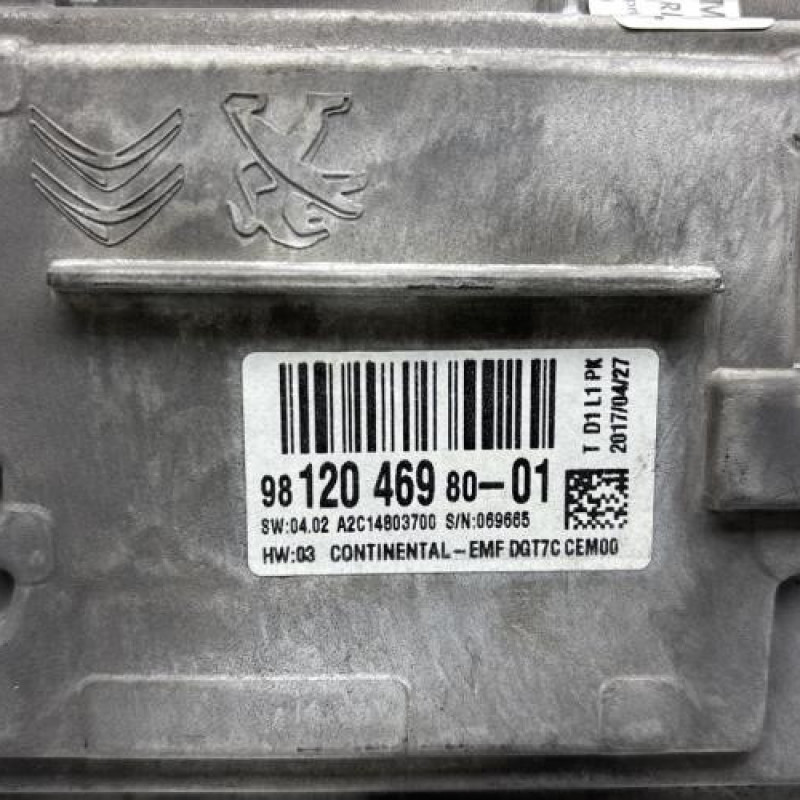 T D1 L1 PK
2017/04/27
98 120 469 80-01
SW:04.02 A2C14803700 S/N:069665
HW:03 CONTINENTAL-EMF DGT7C CEM00